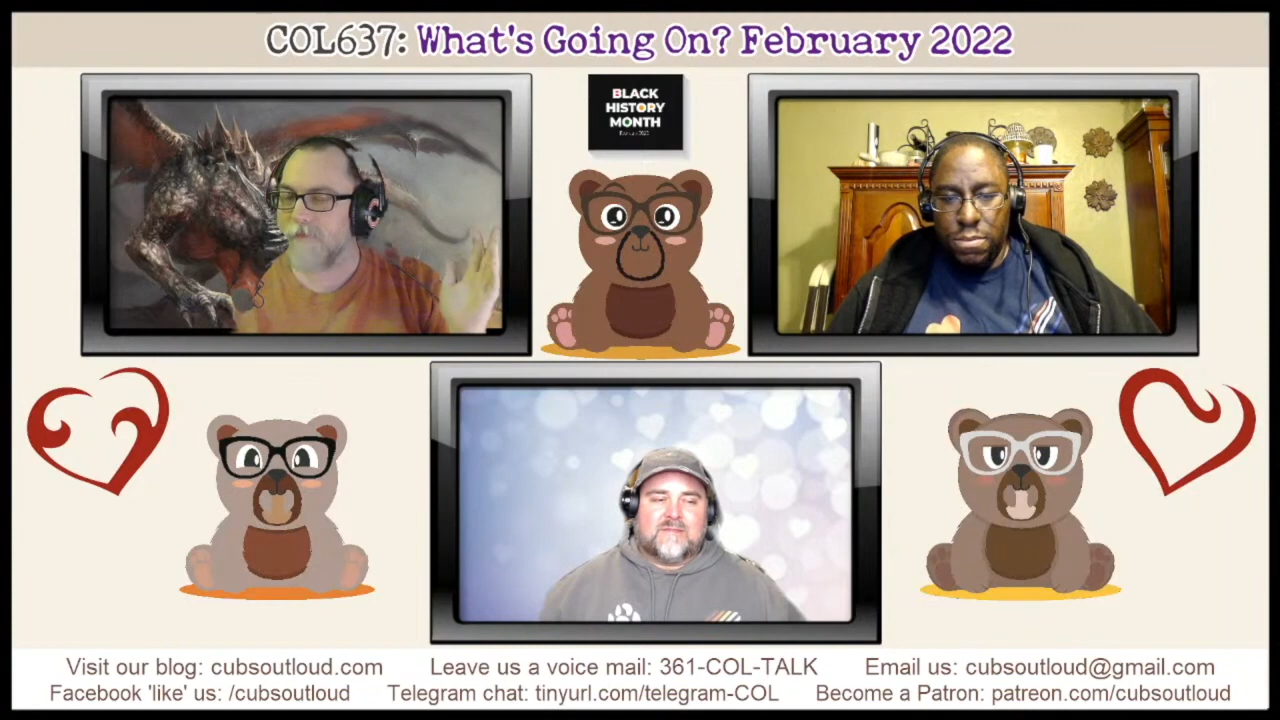 COL637: What's Going On? February 2022
BLACK
HISTORY
MONTH
Visit our blog: cubsoutloud.com Leave us a voice mail: 361-COL-TALK Email us: cubsoutloud@gmail.com
Facebook 'like' us: /cubsoutloud Telegram chat: tinyurl.com/telegram-COL Become a Patron: patreon.com/cubsoutloud